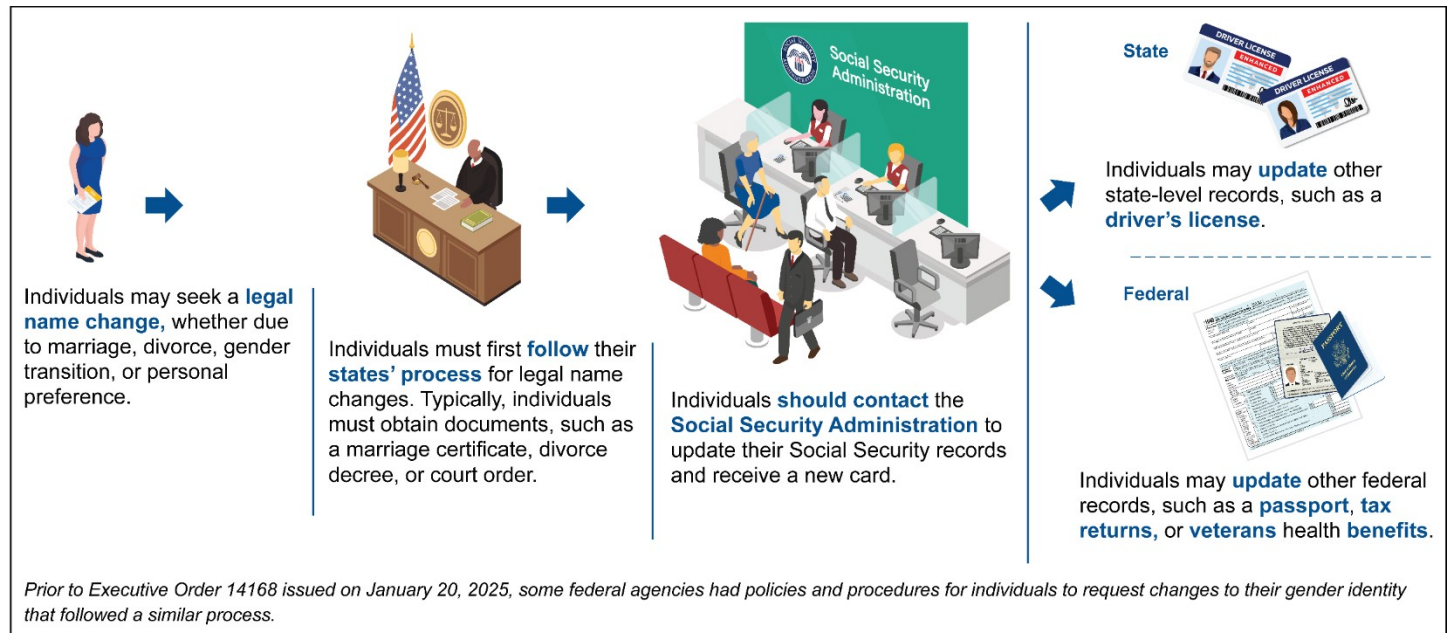 Individuals may seek a legal
name change, whether due
to marriage, divorce, gender
transition, or personal
preference.
Individuals must first follow their
states' process for legal name
changes. Typically, individuals
must obtain documents, such as
a marriage certificate, divorce
decree, or court order.
Social Security
Administration
Individuals should contact the
Social Security Administration to
update their Social Security records
and receive a new card.
State
DRIVER LICENSE
ENHANCED
DRIVER LICENSE
ENHANCED
Individuals may update other
state-level records, such as a
driver's license.
Federal
PASSPORT
Individuals may update other federal
records, such as a passport, tax
returns, or veterans health benefits.
Prior to Executive Order 14168 issued on January 20, 2025, some federal agencies had policies and procedures for individuals to request changes to their gender identity
that followed a similar process.